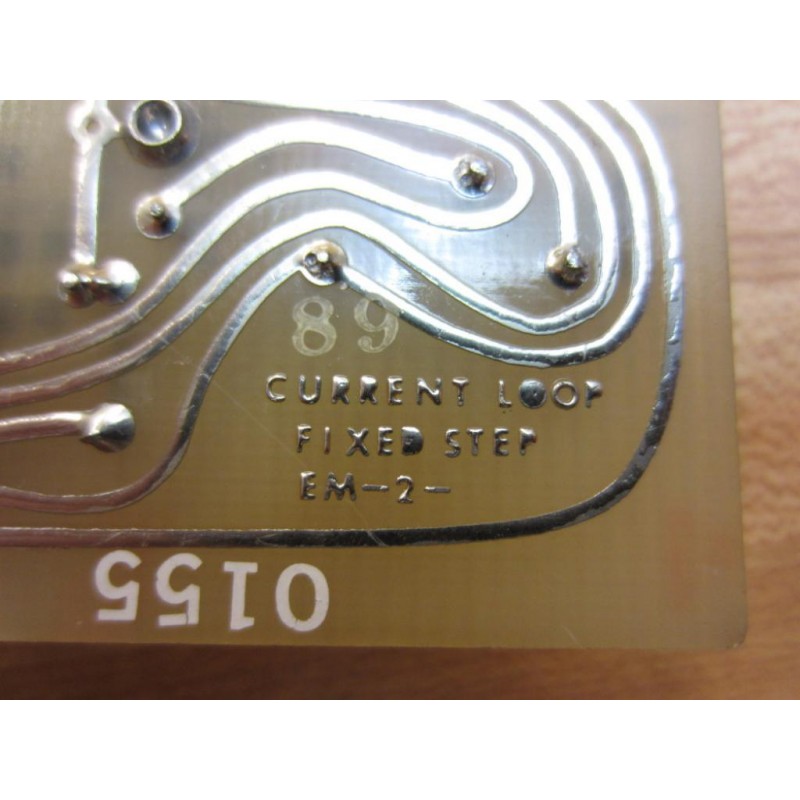 89
CURRENT LOOP
FIXED STEP
EM-2-
0155